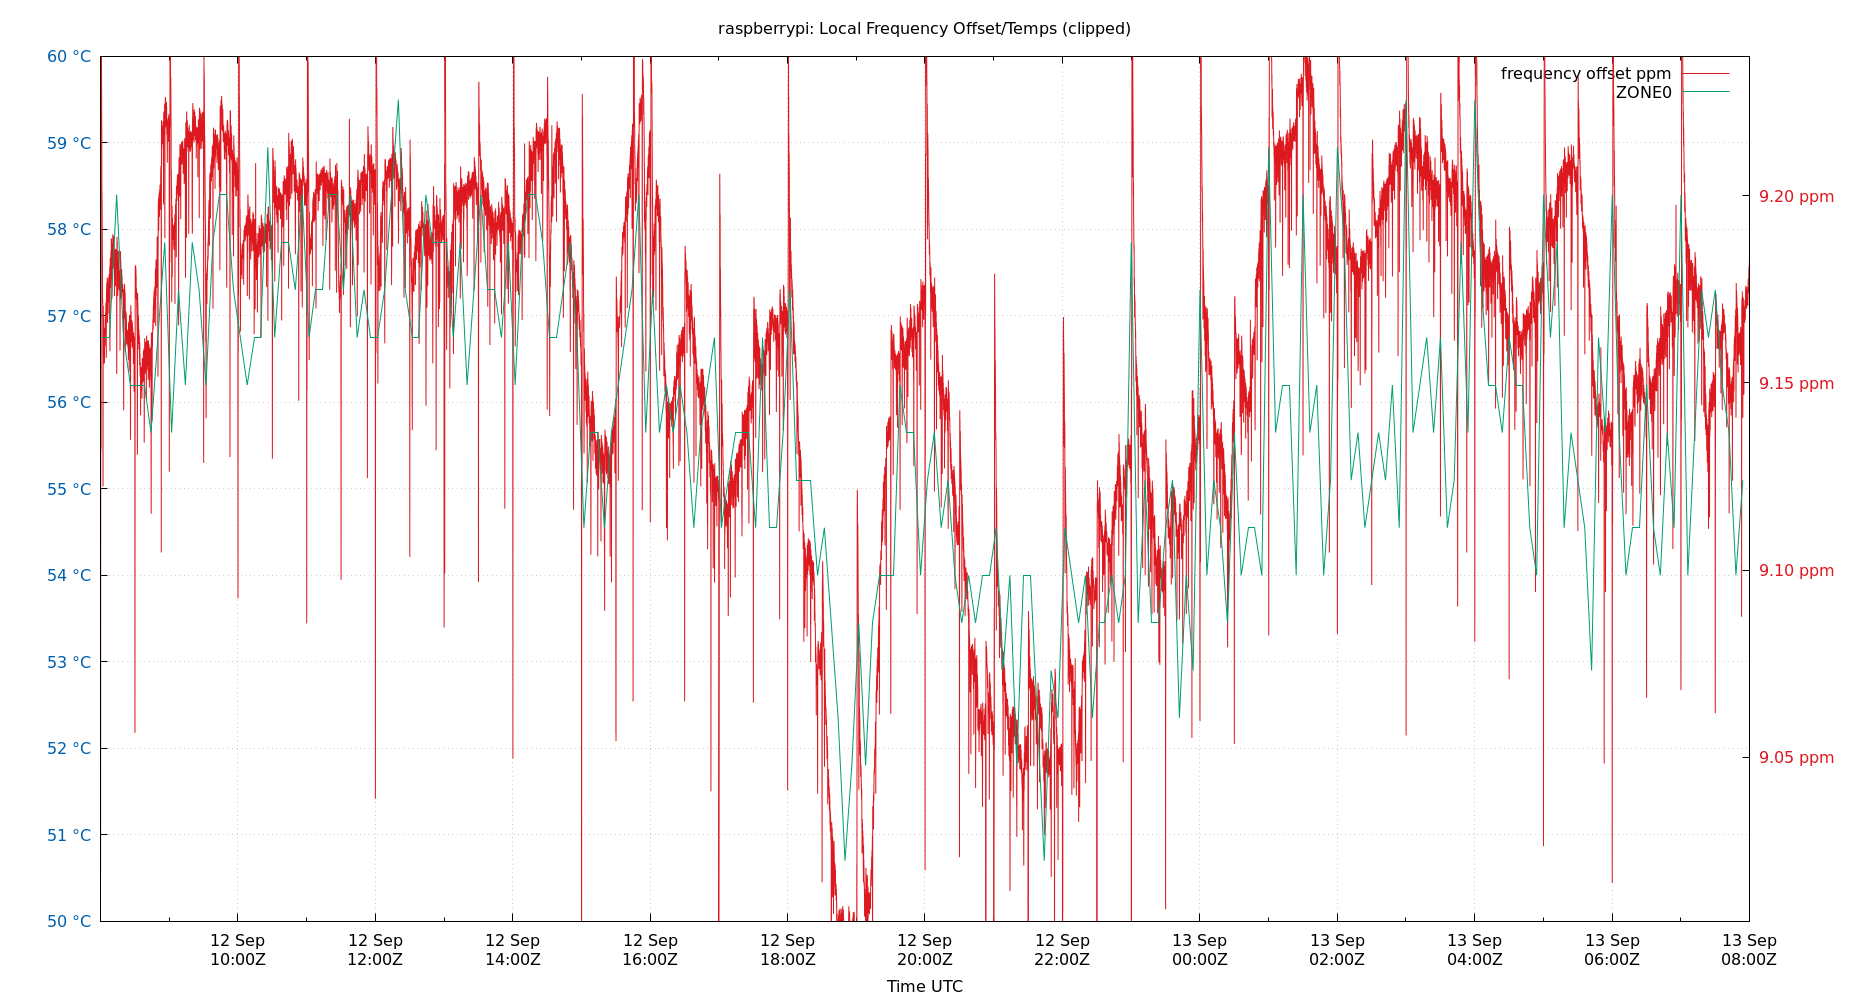 raspberrypi: Local Frequency Offset/Temps (clipped)
frequency offset ppm
ZONE0
60 °C
59 °C
58 °C
57 °C
56 °C
55 °C
54 °C
53 °C
52 °C
51 °C
50 °C
9.20 ppm
9.15 ppm
9.10 ppm
9.05 ppm
12 Sep 12 Sep 12 Sep 12 Sep 12 Sep 12 Sep 12 Sep 13 Sep 13 Sep 13 Sep 13 Sep 13 Sep
10:00Z 12:00Z 14:00Z 16:00Z 18:00Z 20:00Z 22:00Z 00:00Z 02:00Z 04:00Z 06:00Z 08:00Z
Time UTC